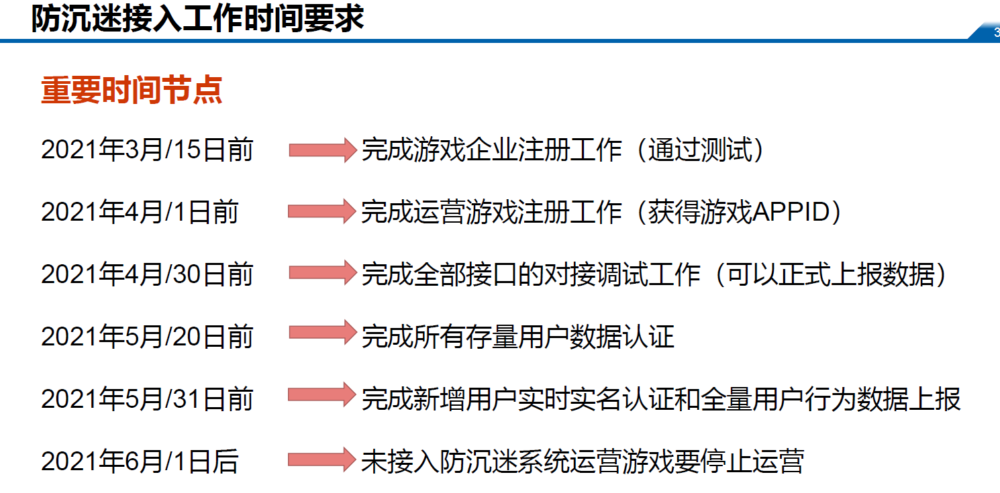 防沉迷接入工作时间要求
3
重要时间节点
2021年3月/15日前 完成游戏企业注册工作（通过测试）
2021年4月/1日前 完成运营游戏注册工作（获得游戏APPID）
2021年4月/30日前 完成全部接口的对接调试工作（可以正式上报数据）
2021年5月/20日前 完成所有存量用户数据认证
2021年5月/31日前 完成新增用户实时实名认证和全量用户行为数据上报
2021年6月/1日后 未接入防沉迷系统运营游戏要停止运营